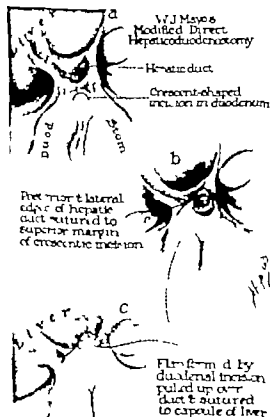 a
W J Mayo's
Modified Direct
Hepaticoduodenostomy
Hepatic duct
Crescent-shaped
incision in duodenum
Duod
Stom
b
lateral
edge of hepatic
duct sutured to
superior margin
of crescentic incision
c
Liver
Flap formed by
duodenal incision
pulled up over
duct & sutured
to capsule of liver